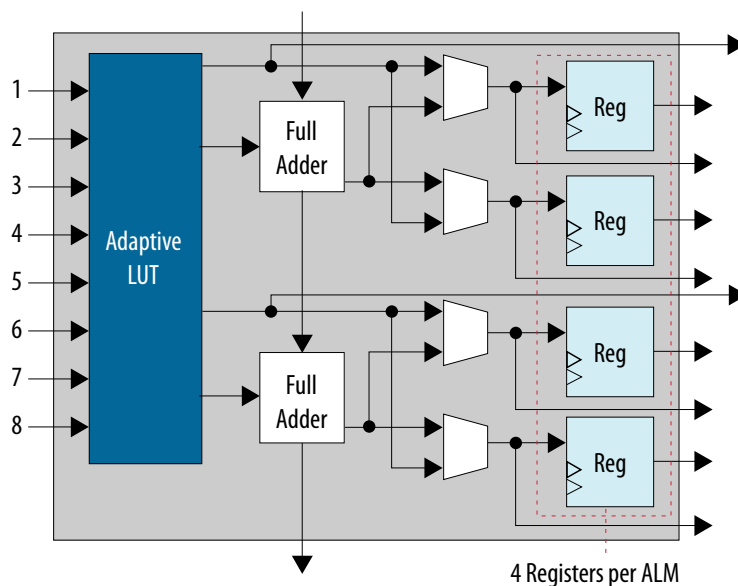 1
2
3
4
5
6
7
8
Adaptive
LUT
Full
Adder
Full
Adder
Reg
Reg
Reg
Reg
4 Registers per ALM